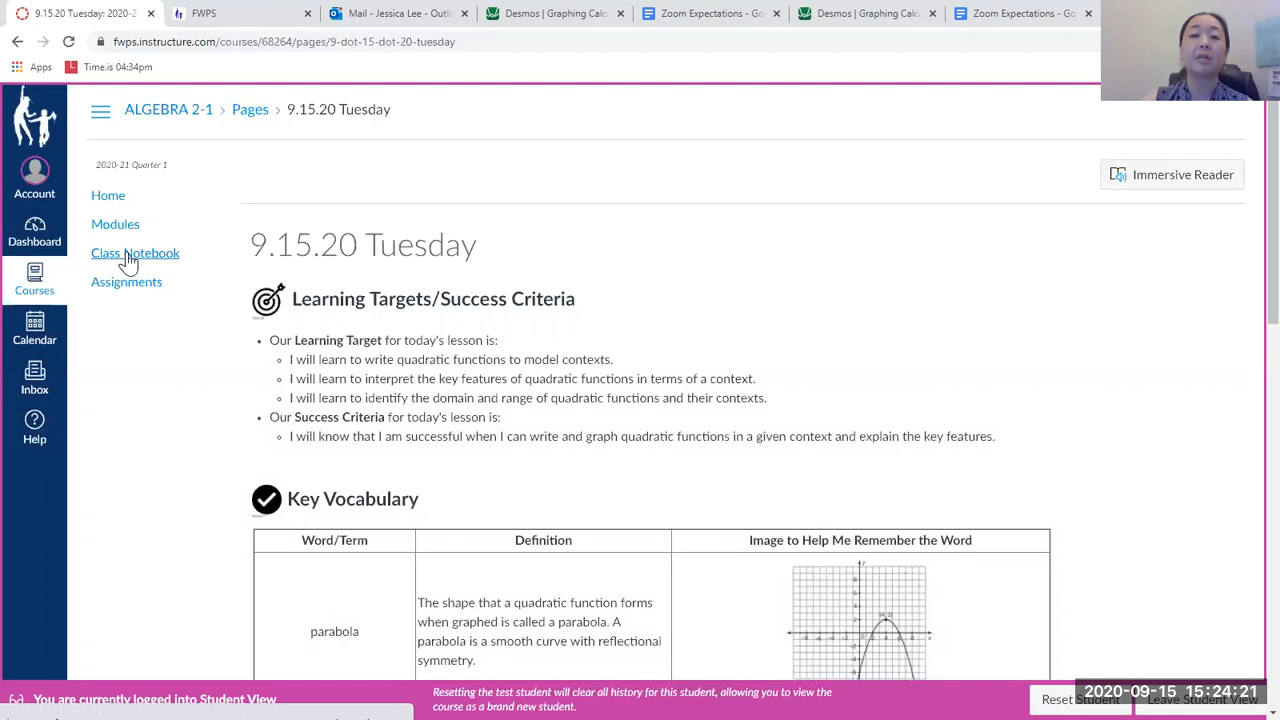 9.15.20 Tuesday: 2020-2
FWPS
Mail - Jessica Lee - Outlo
Desmos | Graphing Calcu
Zoom Expectations - Goo
Desmos | Graphing Calcu
Zoom Expectations - Goo
fwps.instructure.com/courses/68264/pages/9-dot-15-dot-20-tuesday
Apps
Time.is 04:34pm
ALGEBRA 2-1 > Pages > 9.15.20 Tuesday
2020-21 Quarter 1
Immersive Reader
Home
Modules
Class Notebook
Assignments
Account
Dashboard
Courses
Calendar
Inbox
Help
9.15.20 Tuesday
Learning Targets/Success Criteria
Our Learning Target for today's lesson is:
I will learn to write quadratic functions to model contexts.
I will learn to interpret the key features of quadratic functions in terms of a context.
I will learn to identify the domain and range of quadratic functions and their contexts.
Our Success Criteria for today's lesson is:
I will know that I am successful when I can write and graph quadratic functions in a given context and explain the key features.
Key Vocabulary
Word/Term
Definition
Image to Help Me Remember the Word
parabola
The shape that a quadratic function forms
when graphed is called a parabola. A
parabola is a smooth curve with reflectional
symmetry.
You are currently logged into Student View
Resetting the test student will clear all history for this student, allowing you to view the
course as a brand new student.
Reset Student
Leave Student View
2020-09-15 15:24:21